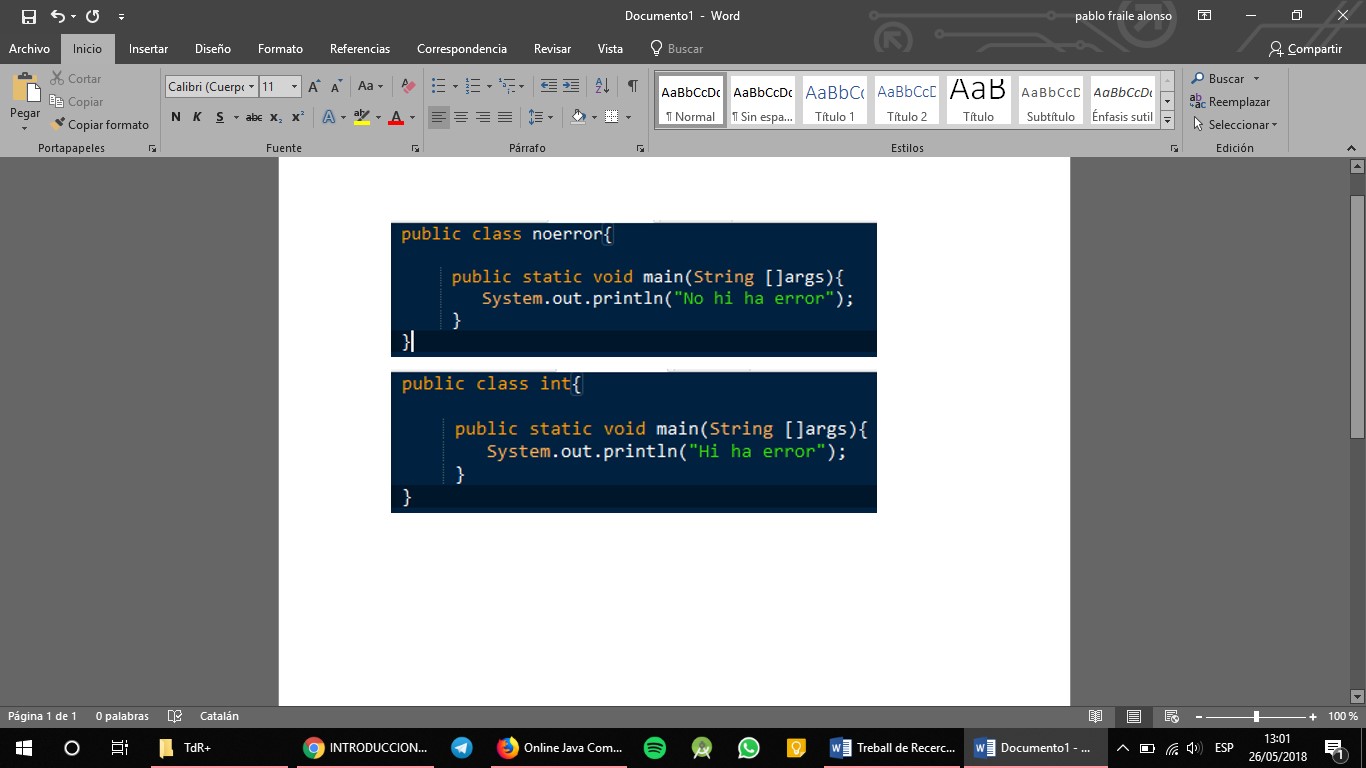 Documento1 - Word
pablo fraile alonso
Archivo Inicio Insertar Diseño Formato Referencias Correspondencia Revisar Vista Buscar Compartir
Pegar
Cortar
Copiar
Copiar formato
Portapapeles
Calibri (Cuerpo 11 Aa
N K S abc x₂ x² A aby A
Fuente
Párrafo
AaBbCcDc AaBbCcDc AaBbCc AaBbCcD AaB AaBbCcD AaBbCcDc
¶ Normal ¶ Sin espa... Título 1 Título 2 Título Subtítulo Énfasis sutil
Estilos
Buscar
Reemplazar
Seleccionar
Edición
public class noerror{
public static void main(String []args){
System.out.println("No hi ha error");
}
}
public class int{
public static void main(String []args){
System.out.println("Hi ha error");
}
}
Página 1 de 1 0 palabras Catalán 100 %
TdR+ INTRODUCCION... Online Java Com... Treball de Recerc... Documento1 - ... ESP 13:01
26/05/2018 1